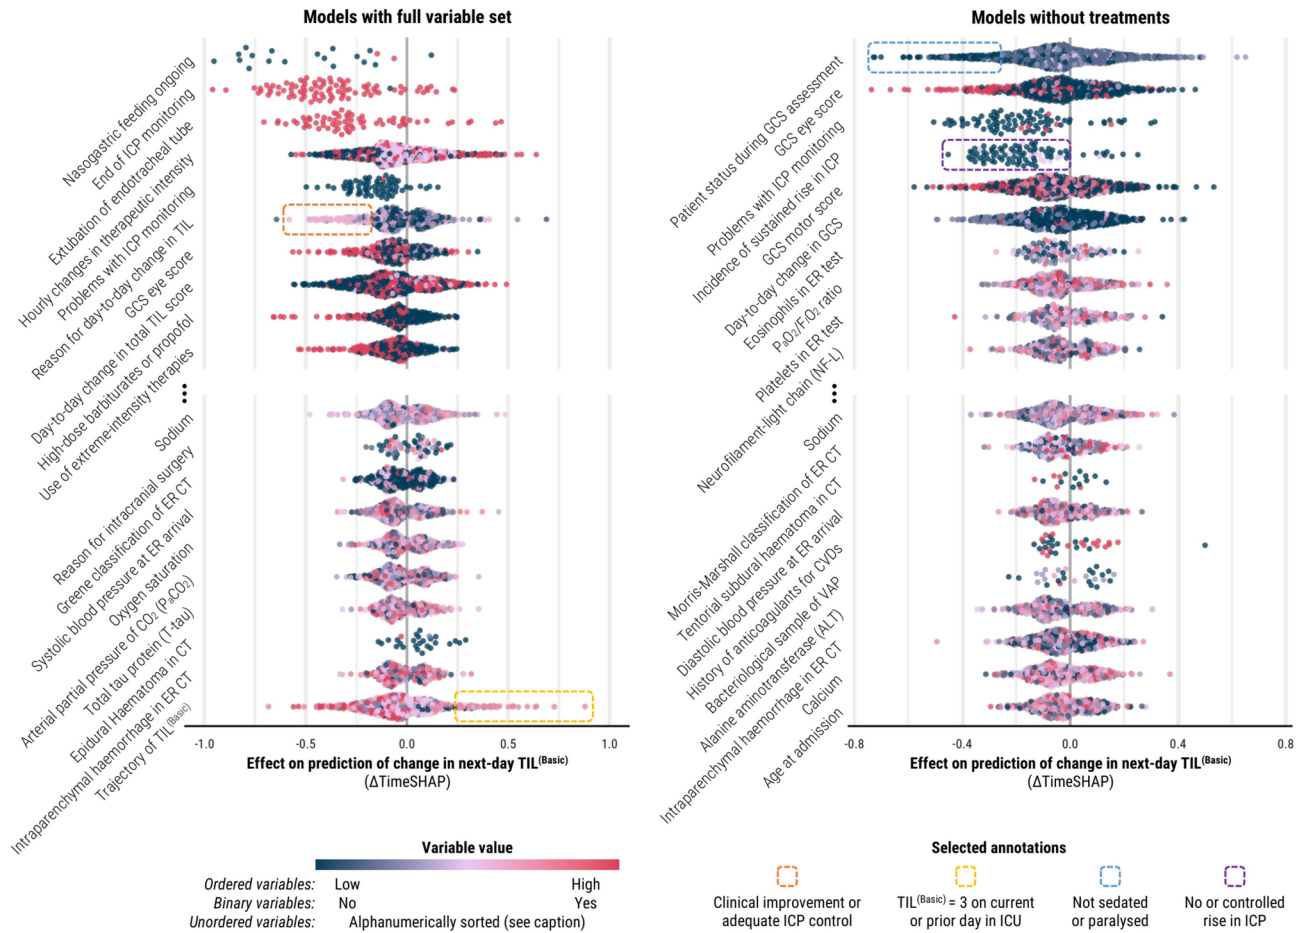 Models with full variable set
Nasogastric feeding ongoing
End of ICP monitoring
Extubation of endotracheal tube
Hourly changes in therapeutic intensity
Problems with ICP monitoring
Reason for day-to-day change in TIL
GCS eye score
Day-to-day change in total TIL score
High-dose barbiturates or propofol
Use of extreme-intensity therapies
Sodium
Reason for intracranial surgery
Greene classification of ER CT
Systolic blood pressure at ER arrival
Oxygen saturation
Arterial partial pressure of CO₂ (PₐCO₂)
Total tau protein (T-tau)
Epidural Haematoma in CT
Intraparenchymal haemorrhage in ER CT
Trajectory of TIL⁽ᴮᵃˢⁱᶜ⁾
-1.0 -0.5 0.0 0.5 1.0
Effect on prediction of change in next-day TIL⁽ᴮᵃˢⁱᶜ⁾
(ΔTimeSHAP)
Models without treatments
Patient status during GCS assessment
GCS eye score
Problems with ICP monitoring
Incidence of sustained rise in ICP
GCS motor score
Day-to-day change in GCS
Eosinophils in ER test
PₐO₂/FᵢO₂ ratio
Platelets in ER test
Neurofilament-light chain (NF-L)
Sodium
Morris-Marshall classification of ER CT
Tentorial subdural haematoma in CT
Diastolic blood pressure at ER arrival
History of anticoagulants for CVDs
Bacteriological sample of VAP
Alanine aminotransferase (ALT)
Intraparenchymal haemorrhage in ER CT
Calcium
Age at admission
-0.8 -0.4 0.0 0.4 0.8
Effect on prediction of change in next-day TIL⁽ᴮᵃˢⁱᶜ⁾
(ΔTimeSHAP)
Variable value
Ordered variables: Low High
Binary variables: No Yes
Unordered variables: Alphanumerically sorted (see caption)
Selected annotations
Clinical improvement or
adequate ICP control
TIL⁽ᴮᵃˢⁱᶜ⁾ = 3 on current
or prior day in ICU
Not sedated
or paralysed
No or controlled
rise in ICP